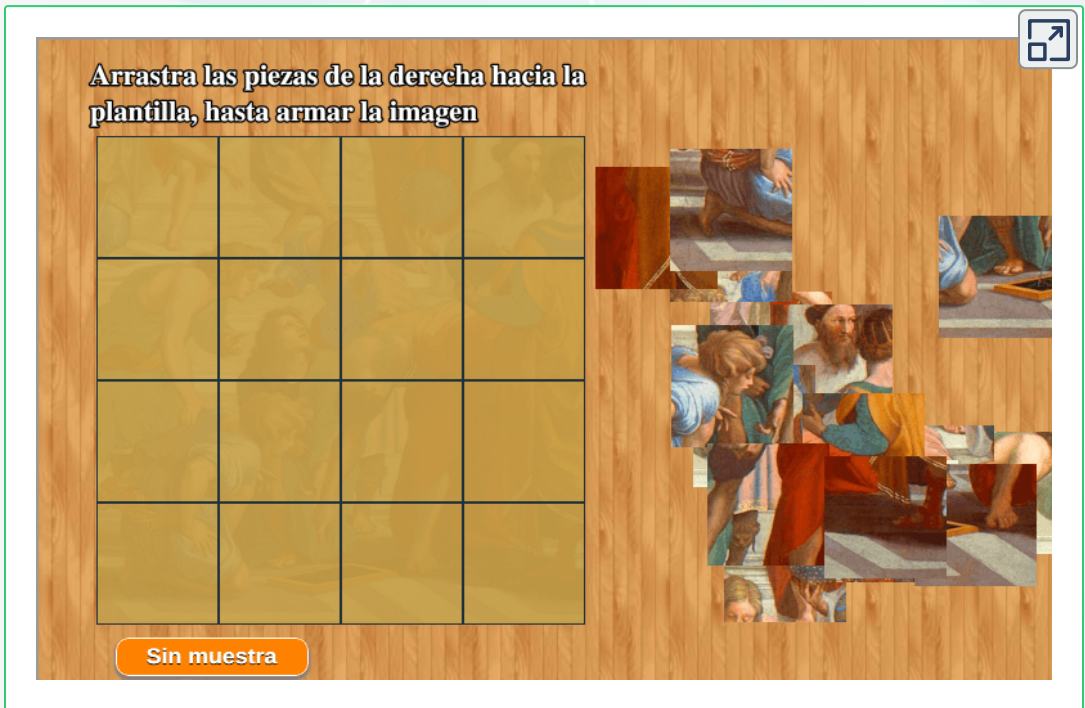 Arrastra las piezas de la derecha hacia la
plantilla, hasta armar la imagen
Sin muestra